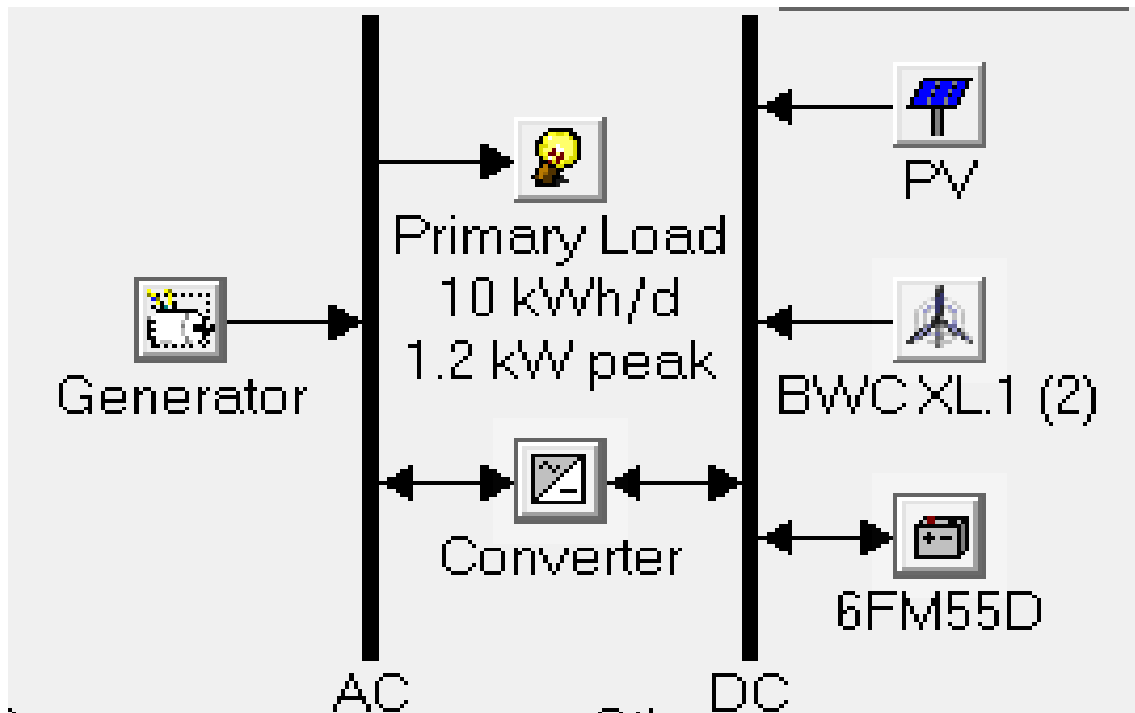 PV
Primary Load
10 kWh/d
1.2 kW peak
Generator
BWC XL.1 (2)
Converter
6FM55D
AC
DC